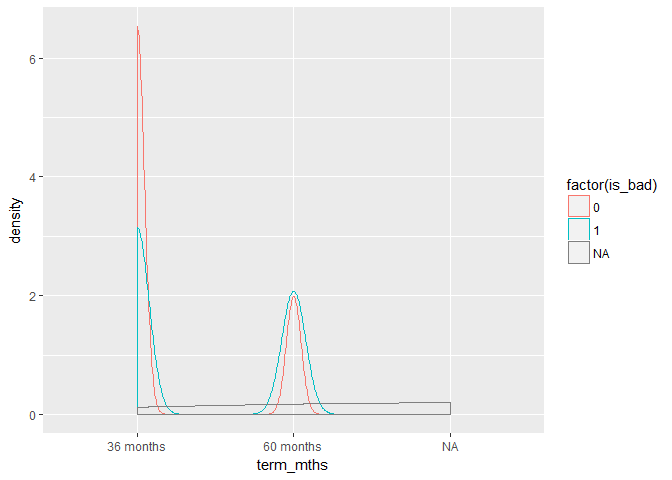 6
4
2
0
density
36 months
60 months
NA
term_mths
factor(is_bad)
0
1
NA